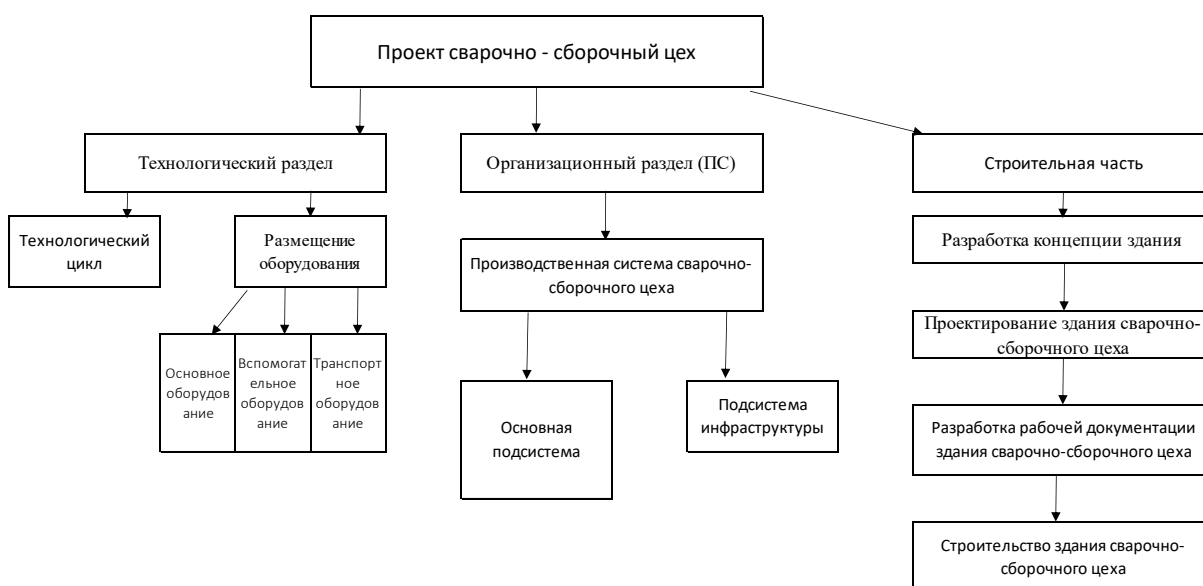 Проект сварочно - сборочный цех
Технологический раздел
Организационный раздел (ПС)
Строительная часть
Технологический
цикл
Размещение
оборудования
Производственная система сварочно-
сборочного цеха
Разработка концепции здания
Основное
оборудов
ание
Вспомогат
ельное
оборудов
ание
Транспорт
ное
оборудов
ание
Основная
подсистема
Подсистема
инфраструктуры
Проектирование здания сварочно-
сборочного цеха
Разработка рабочей документации
здания сварочно-сборочного цеха
Строительство здания сварочно-
сборочного цеха